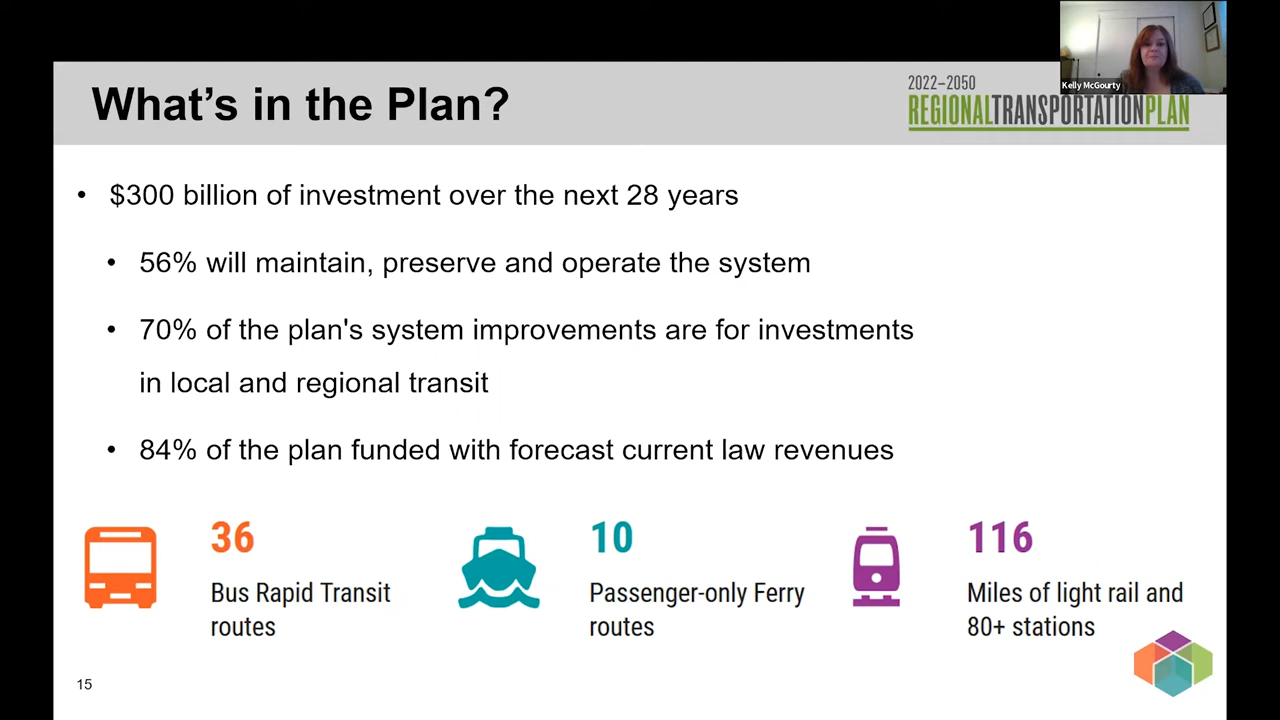 What's in the Plan?
2022–2050
REGIONALTRANSPORTATIONPLAN
Kelly McGourty
• $300 billion of investment over the next 28 years
• 56% will maintain, preserve and operate the system
• 70% of the plan's system improvements are for investments
in local and regional transit
• 84% of the plan funded with forecast current law revenues
36
Bus Rapid Transit
routes
10
Passenger-only Ferry
routes
116
Miles of light rail and
80+ stations
15